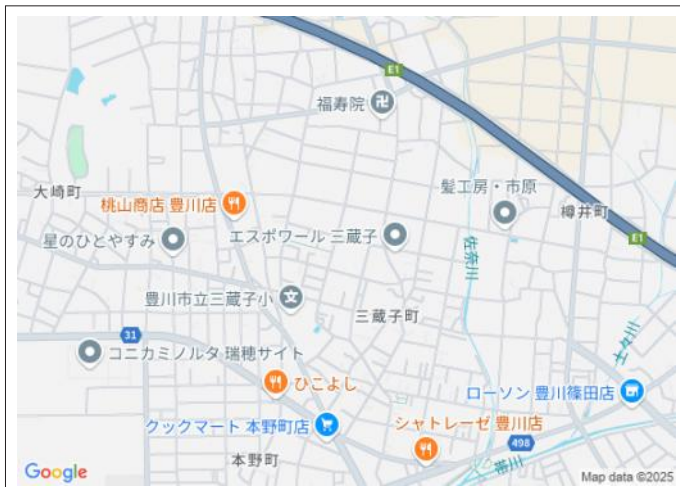 E1
福寿院
大崎町
桃山商店 豊川店
髪工房・市原
樽井町
星のひとやすみ
エスポワール 三蔵子
佐奈川
E1
豊川市立三蔵子小
三蔵子町
31
コニカミノルタ 瑞穂サイト
士々川
ひこよし
ローソン 豊川篠田店
クックマート 本野町店
シャトレーゼ 豊川店
498
本野町
帯川
Google
Map data ©2025